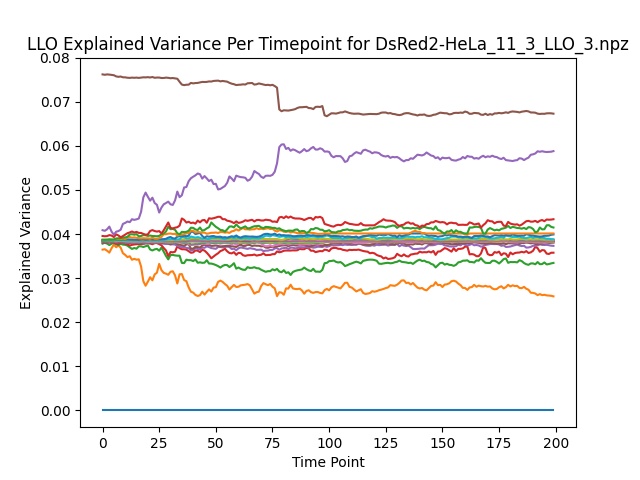 LLO Explained Variance Per Timepoint for DsRed2-HeLa_11_3_LLO_3.npz
0.08
0.07
0.06
0.05
0.04
0.03
0.02
0.01
0.00
Explained Variance
0 25 50 75 100 125 150 175 200
Time Point